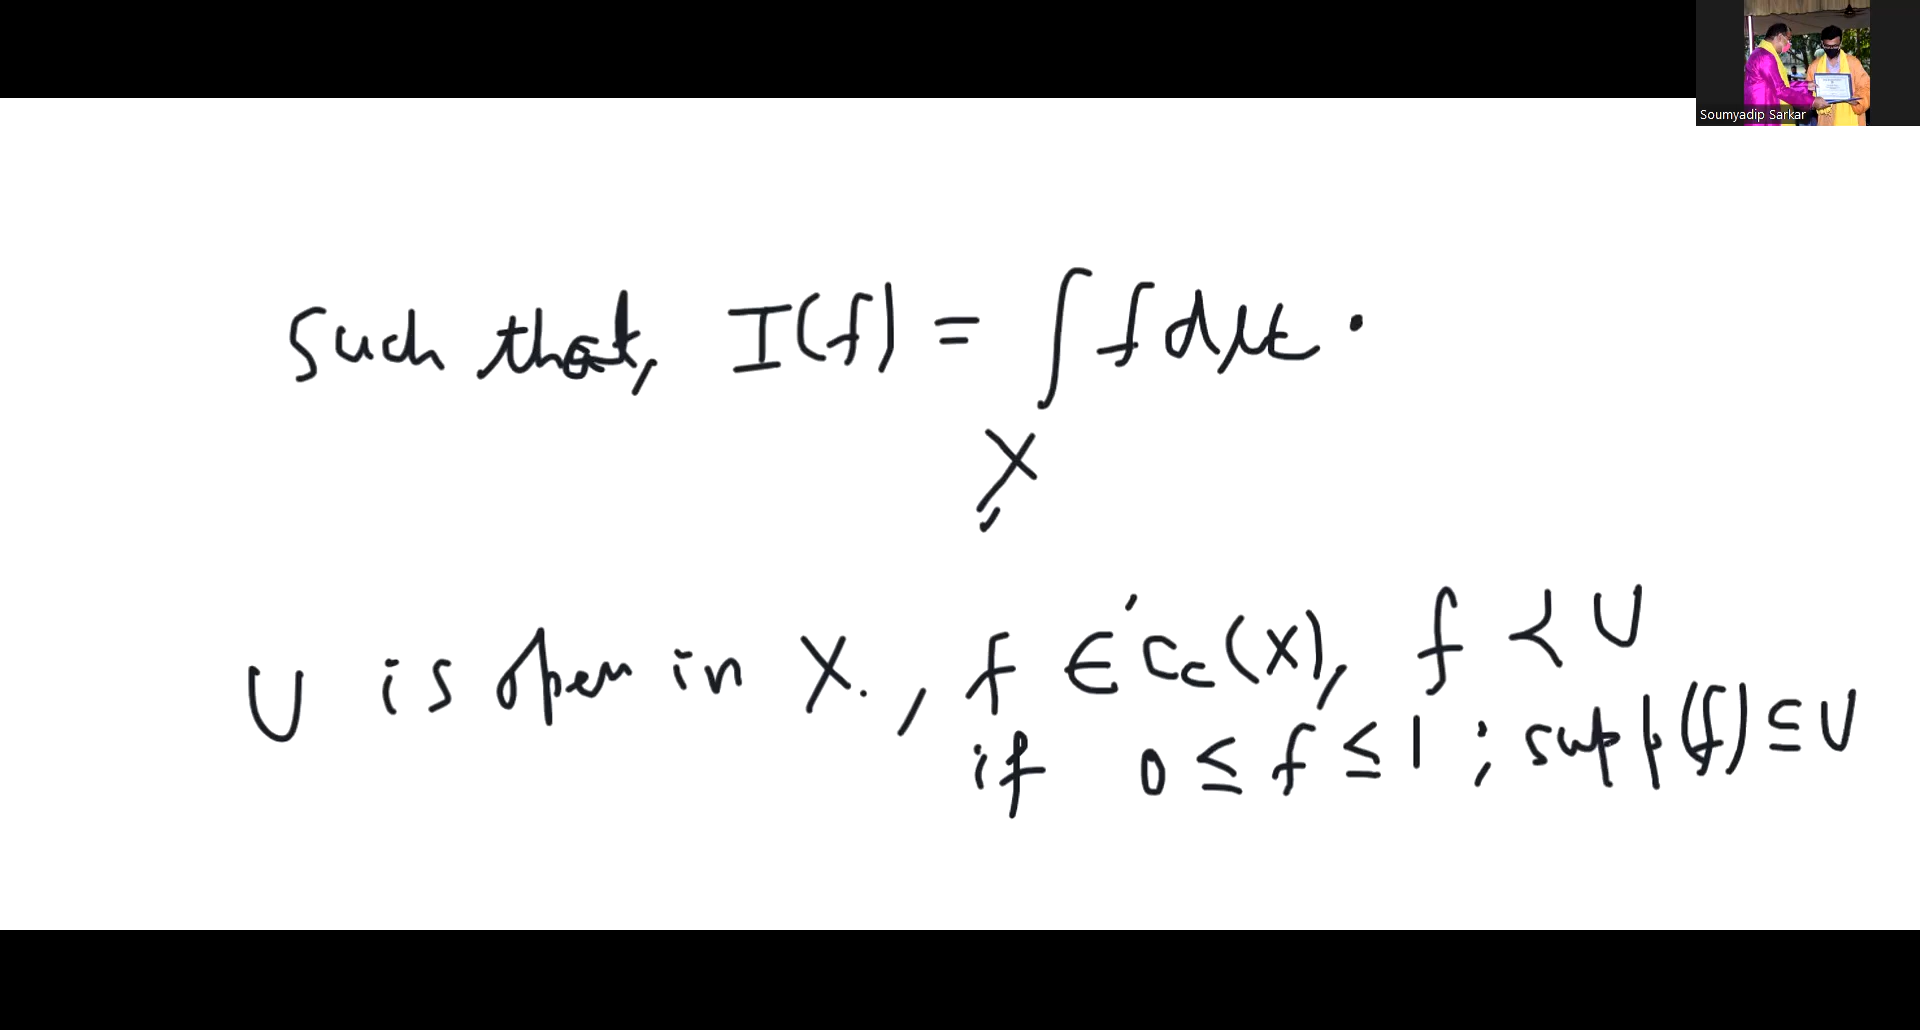 Soumyadip Sarkar
Such that, I(f) = ∫ f dμ .
X
U is open in X. , f ∈ Cc(X), f ≺ U
if 0 ≤ f ≤ 1 ; supp(f) ⊆ U